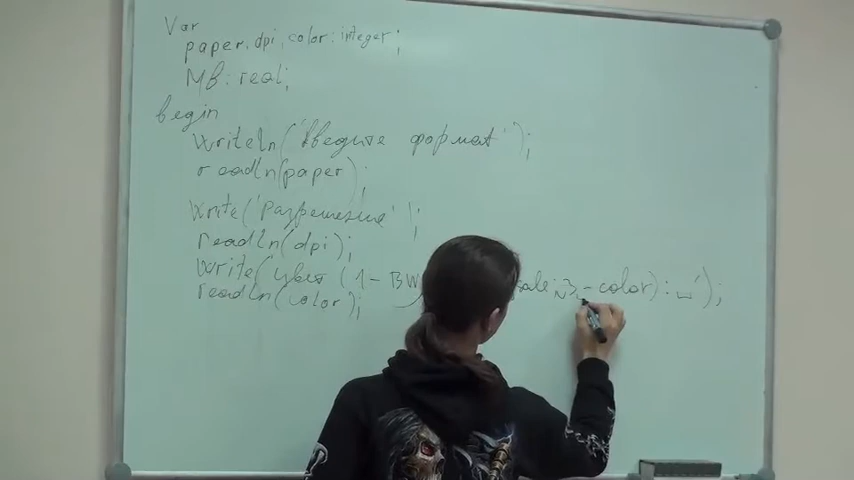 Var
paper, dpi, color: integer;
MB: real;
begin
writeln('введите формат');
readln(paper);
write('разрешение');
readln(dpi);
write('цвет (1-BW sale; 3-color): ');
readln(color);